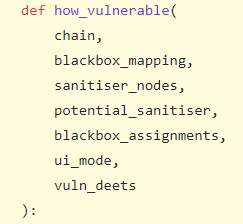 def how_vulnerable(
    chain,
    blackbox_mapping,
    sanitiser_nodes,
    potential_sanitiser,
    blackbox_assignments,
    ui_mode,
    vuln_deets
):